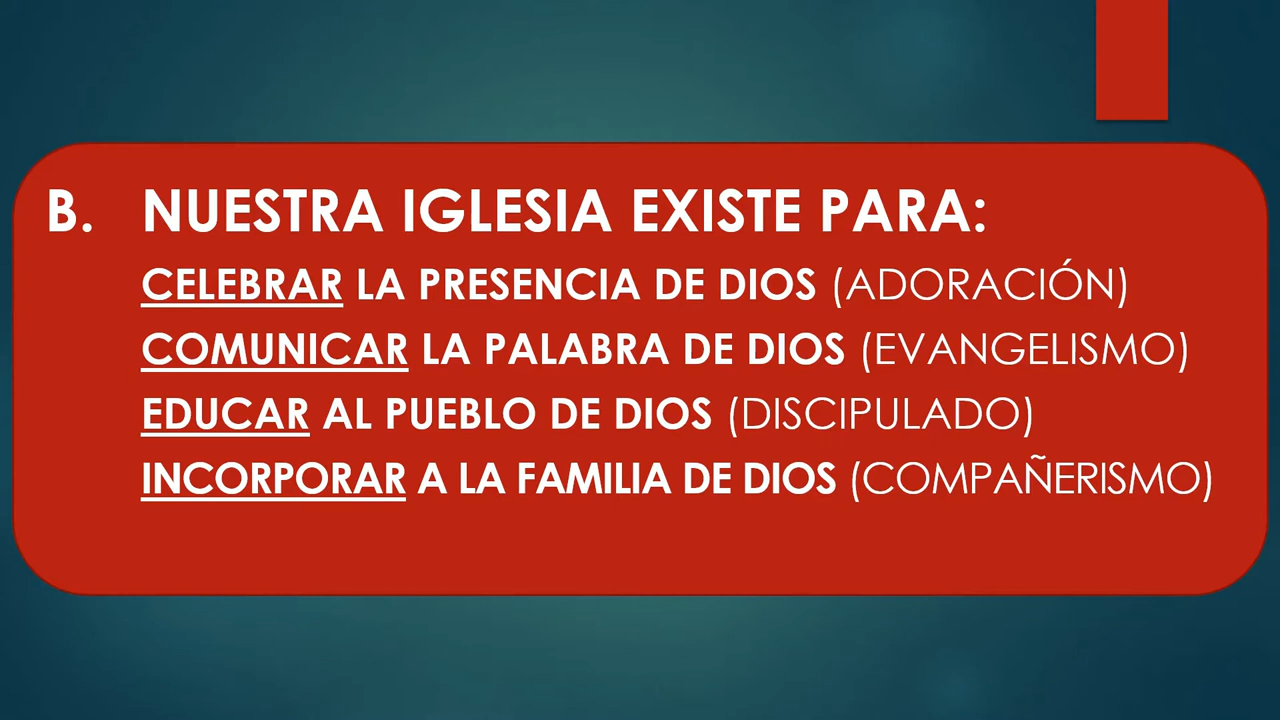 B. NUESTRA IGLESIA EXISTE PARA:
CELEBRAR LA PRESENCIA DE DIOS (ADORACIÓN)
COMUNICAR LA PALABRA DE DIOS (EVANGELISMO)
EDUCAR AL PUEBLO DE DIOS (DISCIPULADO)
INCORPORAR A LA FAMILIA DE DIOS (COMPAÑERISMO)